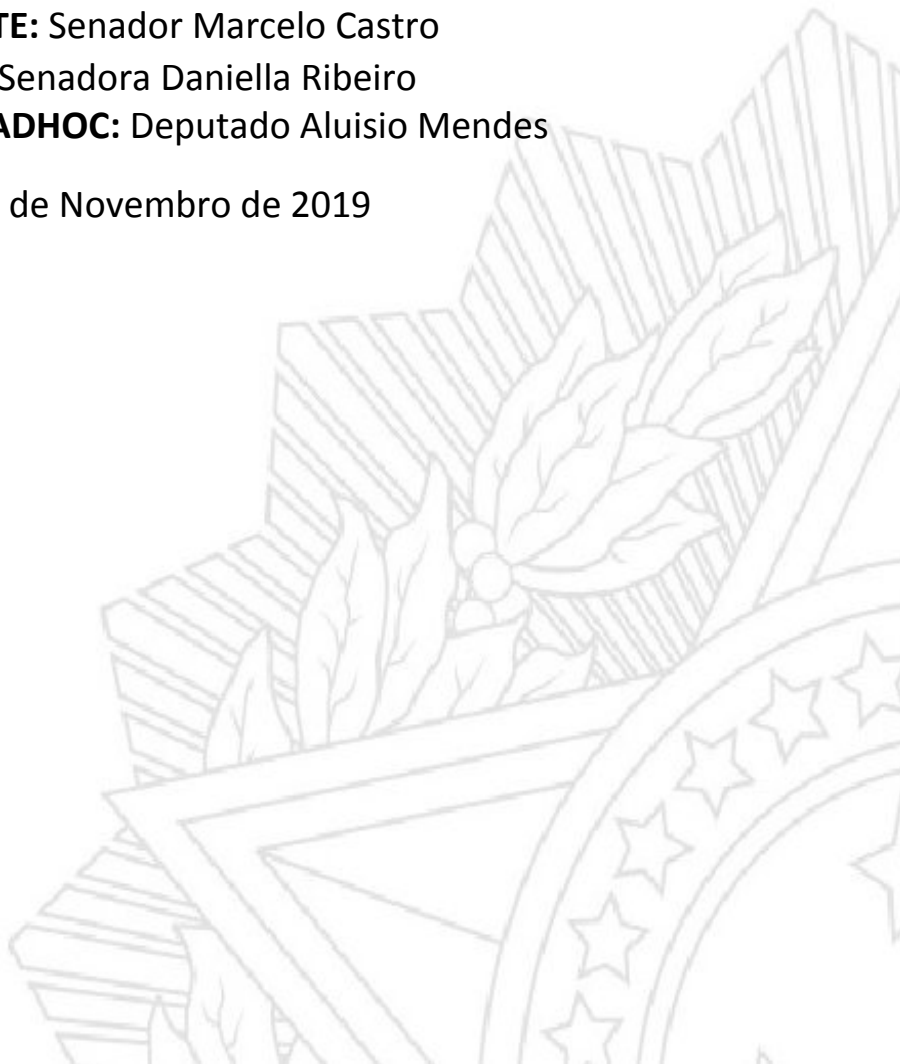 TE: Senador Marcelo Castro
Senadora Daniella Ribeiro
ADHOC: Deputado Aluisio Mendes
de Novembro de 2019